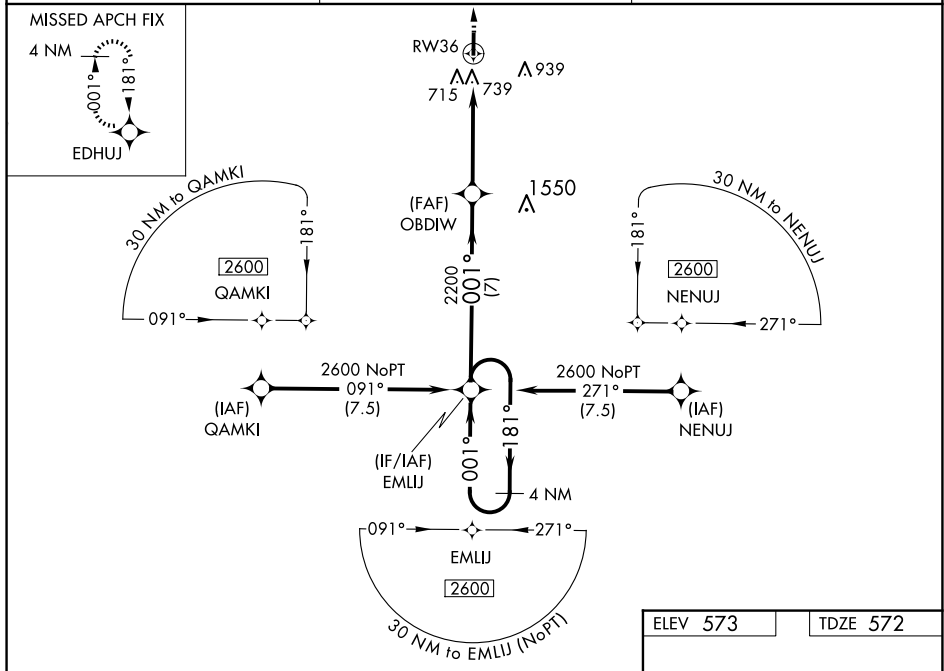 MISSED APCH FIX
4 NM
001°
181°
EDHUJ
RW36
715
739
939
(FAF)
OBDIW
1550
30 NM to QAMKI
181°
2600
QAMKI
091°
30 NM to NENUJ
181°
2600
NENUJ
271°
2200
001°
(7)
2600 NoPT
091°
(7.5)
2600 NoPT
271°
(7.5)
(IAF)
QAMKI
(IAF)
NENUJ
(IF/IAF)
EMLIJ
001°
181°
4 NM
091°
271°
EMLIJ
2600
30 NM to EMLIJ (NoPT)
ELEV 573
TDZE 572